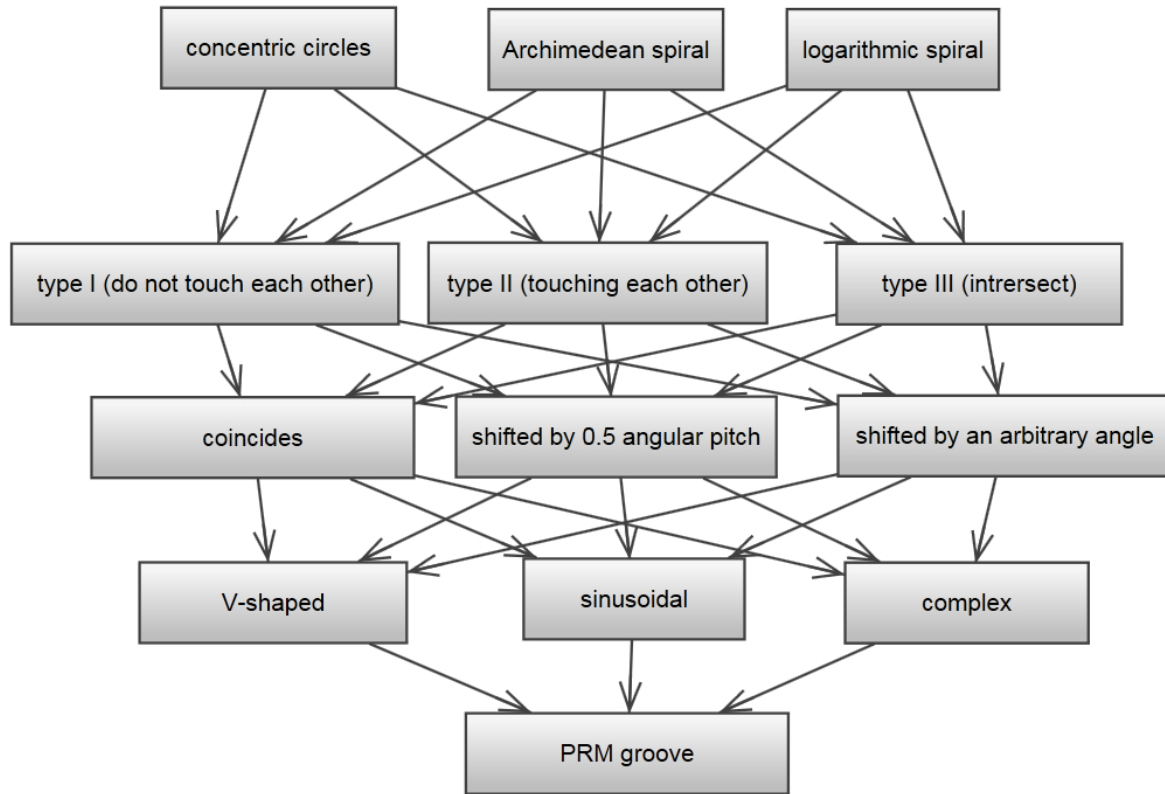 concentric circles
Archimedean spiral
logarithmic spiral
type I (do not touch each other)
type II (touching each other)
type III (intrersect)
coincides
shifted by 0.5 angular pitch
shifted by an arbitrary angle
V-shaped
sinusoidal
complex
PRM groove